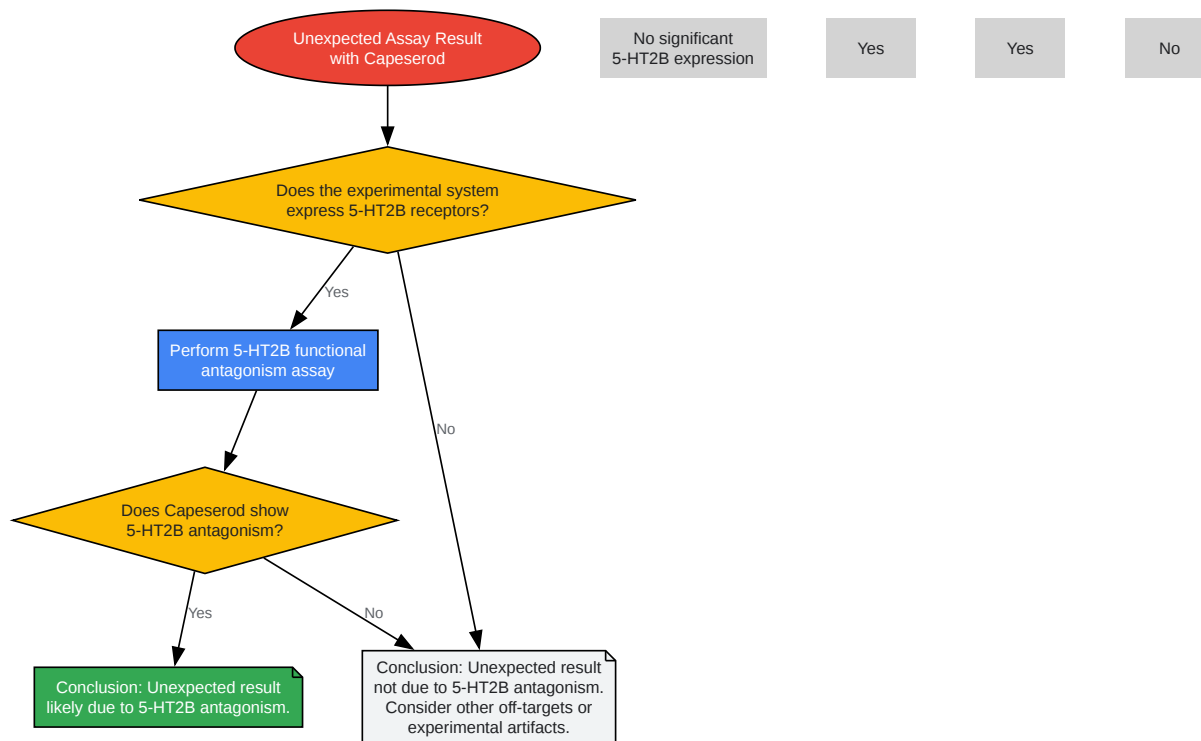 Unexpected Assay Result
with Capeserod
No significant
5-HT2B expression
Yes
Yes
No
Does the experimental system
express 5-HT2B receptors?
Yes
Perform 5-HT2B functional
antagonism assay
No
Does Capeserod show
5-HT2B antagonism?
Yes
No
Conclusion: Unexpected result
likely due to 5-HT2B antagonism.
Conclusion: Unexpected result
not due to 5-HT2B antagonism.
Consider other off-targets or
experimental artifacts.